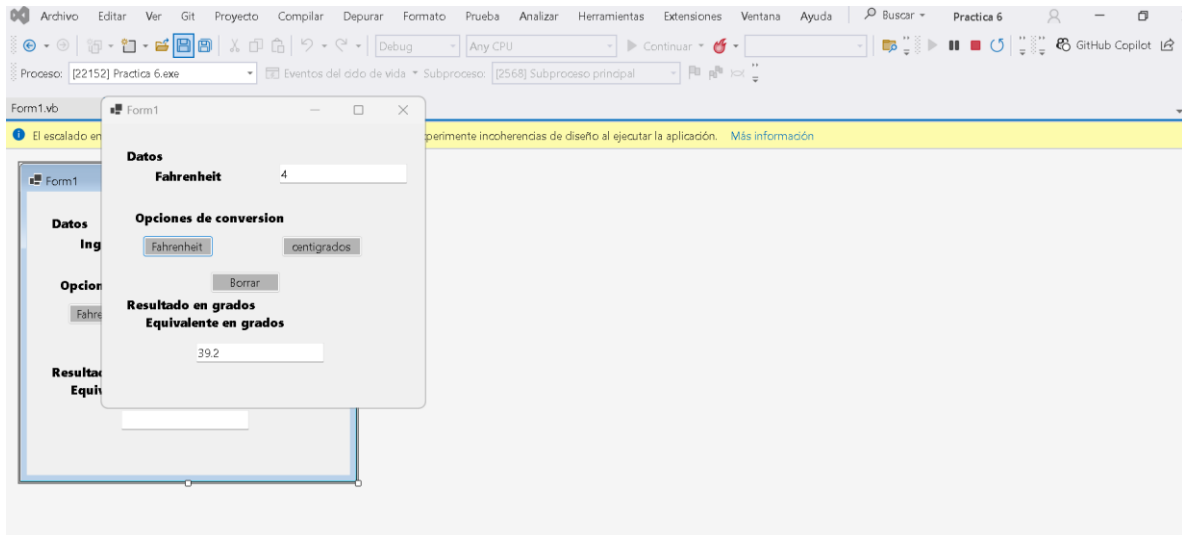 Archivo Editar Ver Git Proyecto Compilar Depurar Formato Prueba Analizar Herramientas Extensiones Ventana Ayuda Buscar Practica 6
Debug Any CPU Continuar GitHub Copilot
Proceso: [22152] Practica 6.exe Eventos del ciclo de vida Subproceso: [2568] Subproceso principal
Form1.vb
El escalado en
perimente incoherencias de diseño al ejecutar la aplicación. Más información
Form1
Datos
Fahrenheit 4
Opciones de conversion
Fahrenheit centigrados
Borrar
Resultado en grados
Equivalente en grados
39.2
Form1
Datos
Ing
Opcion
Fahre
Resultad
Equiv